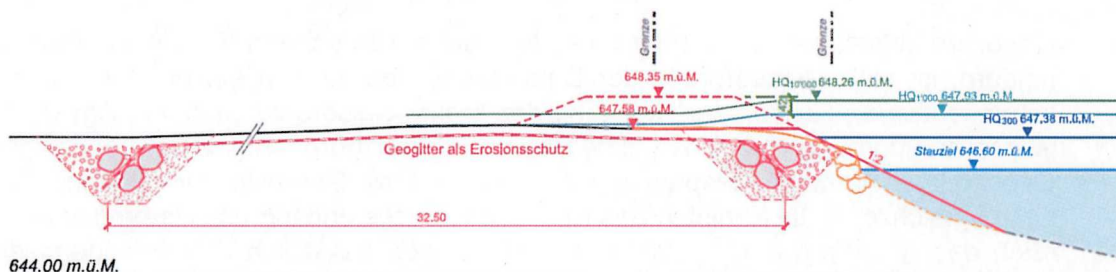 Grenze
Grenze
648.35 m.ü.M.
HQ10'000 648.26 m.ü.M.
HQ1'000 647.93 m.ü.M.
647.58 m.ü.M.
HQ300 647.38 m.ü.M.
Geogitter als Erosionsschutz
1:2
Stauziel 646.60 m.ü.M.
32.50
644.00 m.ü.M.